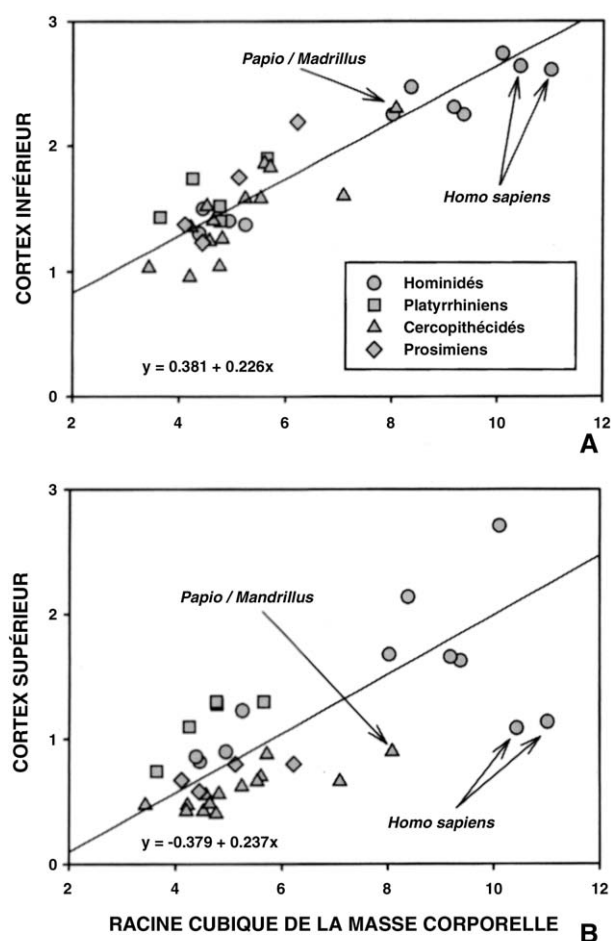 3
Papio / Madrillus
2
Homo sapiens
CORTEX INFÉRIEUR
Hominidés
Platyrrhiniens
1
Cercopithécidés
Prosimiens
y = 0.381 + 0.226x
0
2 4 6 8 10 12
A
3
Papio / Mandrillus
2
CORTEX SUPÉRIEUR
1
Homo sapiens
y = -0.379 + 0.237x
0
2 4 6 8 10 12
RACINE CUBIQUE DE LA MASSE CORPORELLE
B